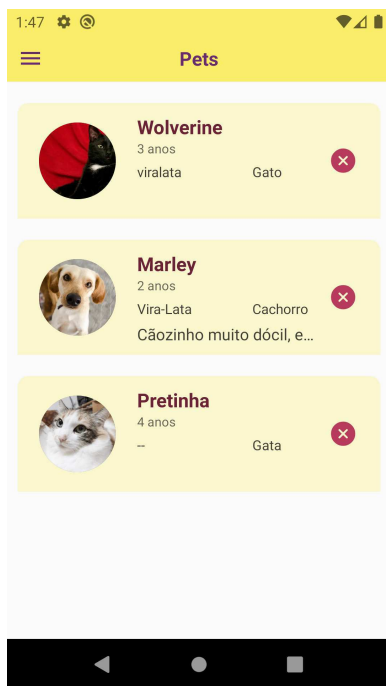 1:47
Pets
Wolverine
3 anos
viralata Gato
Marley
2 anos
Vira-Lata Cachorro
Cãozinho muito dócil, e...
Pretinha
4 anos
-- Gata